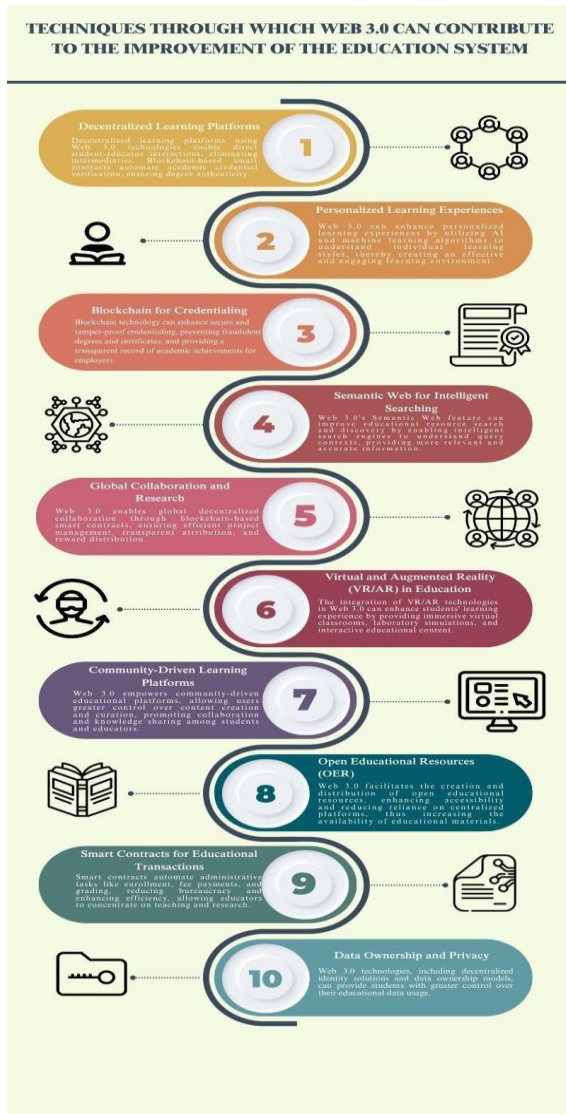 TECHNIQUES THROUGH WHICH WEB 3.0 CAN CONTRIBUTE
TO THE IMPROVEMENT OF THE EDUCATION SYSTEM
Decentralized Learning Platforms
Decentralized learning platforms using
Web 3.0 technologies enable direct
student-educator interactions, eliminating
intermediaries. Blockchain-based smart
contracts automate academic credential
verification, ensuring degree authenticity.
1
Personalized Learning Experiences
Web 3.0 can enhance personalized
learning experiences by utilizing AI
and machine learning algorithms to
understand individual learning
styles, thereby creating an effective
and engaging learning environment.
2
Blockchain for Credentialing
Blockchain technology can enhance secure and
tamper-proof credentialing, preventing fraudulent
degrees and certificates, and providing a
transparent record of academic achievements for
employers.
3
Semantic Web for Intelligent
Searching
Web 3.0's Semantic Web feature can
improve educational resource search
and discovery by enabling intelligent
search engines to understand query
contexts, providing more relevant and
accurate information.
4
Global Collaboration and
Research
Web 3.0 enables global decentralized
collaboration through blockchain-based
smart contracts, ensuring efficient project
management, transparent attribution, and
reward distribution.
5
Virtual and Augmented Reality
(VR/AR) in Education
The integration of VR/AR technologies
in Web 3.0 can enhance students' learning
experience by providing immersive virtual
classrooms, laboratory simulations, and
interactive educational content.
6
Community-Driven Learning
Platforms
Web 3.0 empowers community-driven
educational platforms, allowing users
greater control over content creation
and curation, promoting collaboration
and knowledge sharing among students
and educators.
7
Open Educational Resources
(OER)
Web 3.0 facilitates the creation and
distribution of open educational
resources, enhancing accessibility
and reducing reliance on centralized
platforms, thus increasing the
availability of educational materials.
8
Smart Contracts for Educational
Transactions
Smart contracts automate administrative
tasks like enrollment, fee payments, and
grading, reducing bureaucracy and
enhancing efficiency, allowing educators
to concentrate on teaching and research.
9
Data Ownership and Privacy
Web 3.0 technologies, including decentralized
identity solutions and data ownership models,
can provide students with greater control over
their educational data usage.
10